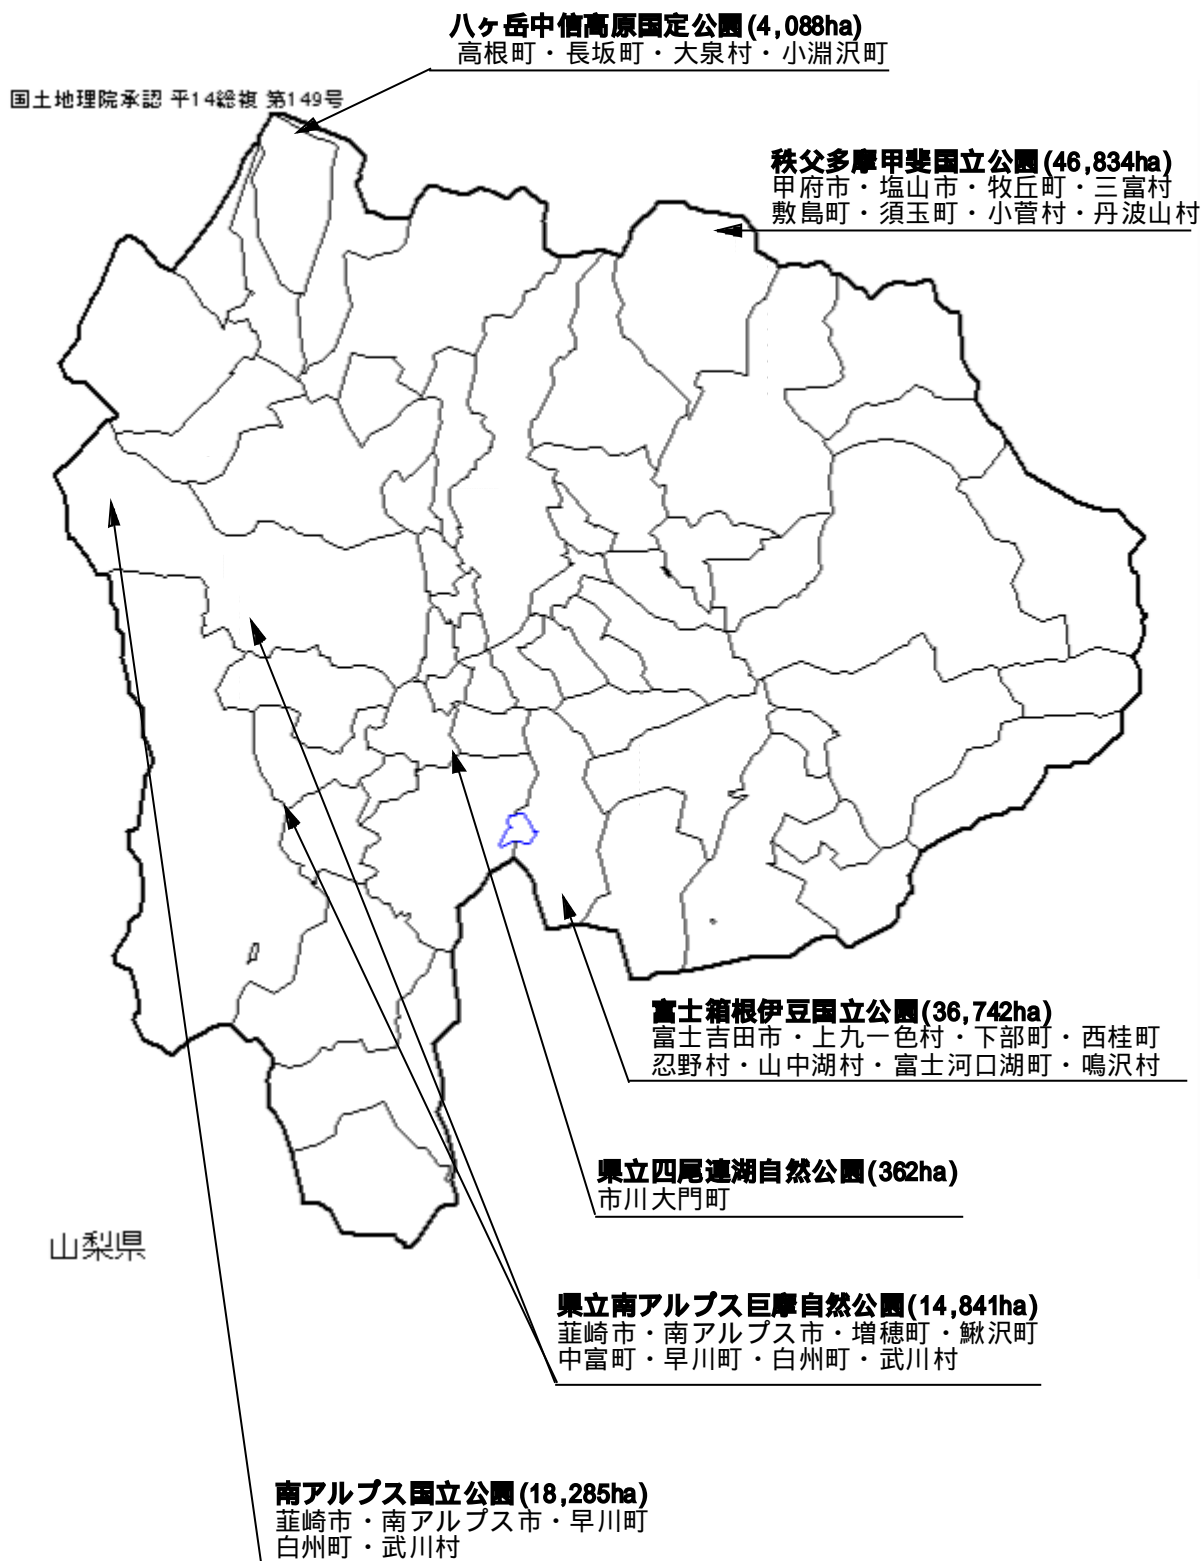 八ヶ岳中信高原国定公園(4,088ha)
高根町・長坂町・大泉村・小淵沢町
国土地理院承認 平14総複 第149号
秩父多摩甲斐国立公園(46,834ha)
甲府市・塩山市・牧丘町・三富村
敷島町・須玉町・小菅村・丹波山村
富士箱根伊豆国立公園(36,742ha)
富士吉田市・上九一色村・下部町・西桂町
忍野村・山中湖村・富士河口湖町・鳴沢村
県立四尾連湖自然公園(362ha)
市川大門町
山梨県
県立南アルプス巨摩自然公園(14,841ha)
韮崎市・南アルプス市・増穂町・鰍沢町
中富町・早川町・白州町・武川村
南アルプス国立公園(18,285ha)
韮崎市・南アルプス市・早川町
白州町・武川村